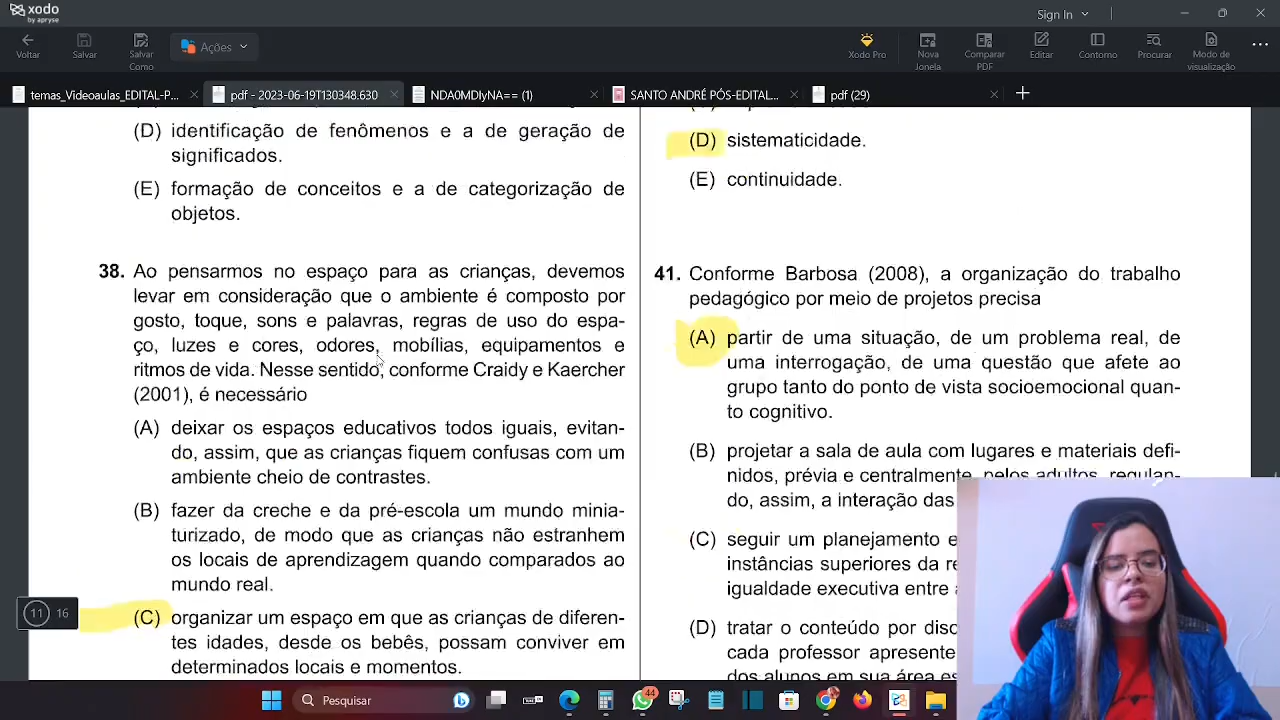 xodo
by apryse
Sign In
Voltar
Salvar
Salvar Como
Ações
Xodo Pro
Nova Janela
Comparar PDF
Editar
Contorno
Procurar
Modo de visualização
temas_Videoaulas_EDITAL-P...
pdf - 2023-06-19T130348.630
NDA0MDIyNA== (1)
SANTO ANDRÉ PÓS-EDITAL...
pdf (29)
(D) identificação de fenômenos e a de geração de
significados.
(E) formação de conceitos e a de categorização de
objetos.
38. Ao pensarmos no espaço para as crianças, devemos
levar em consideração que o ambiente é composto por
gosto, toque, sons e palavras, regras de uso do espa-
ço, luzes e cores, odores, mobílias, equipamentos e
ritmos de vida. Nesse sentido, conforme Craidy e Kaercher
(2001), é necessário
(A) deixar os espaços educativos todos iguais, evitan-
do, assim, que as crianças fiquem confusas com um
ambiente cheio de contrastes.
(B) fazer da creche e da pré-escola um mundo minia-
turizado, de modo que as crianças não estranhem
os locais de aprendizagem quando comparados ao
mundo real.
(C) organizar um espaço em que as crianças de diferen-
tes idades, desde os bebês, possam conviver em
determinados locais e momentos.
(D) sistematicidade.
(E) continuidade.
41. Conforme Barbosa (2008), a organização do trabalho
pedagógico por meio de projetos precisa
(A) partir de uma situação, de um problema real, de
uma interrogação, de uma questão que afete ao
grupo tanto do ponto de vista socioemocional quan-
to cognitivo.
(B) projetar a sala de aula com lugares e materiais defi-
nidos, prévia e centralmente, pelos adultos, regulan-
do, assim, a interação das
(C) seguir um planejamento e
instâncias superiores da re
igualdade executiva entre
(D) tratar o conteúdo por disc
cada professor apresente
dos alunos em sua área es
11 16
Pesquisar
44